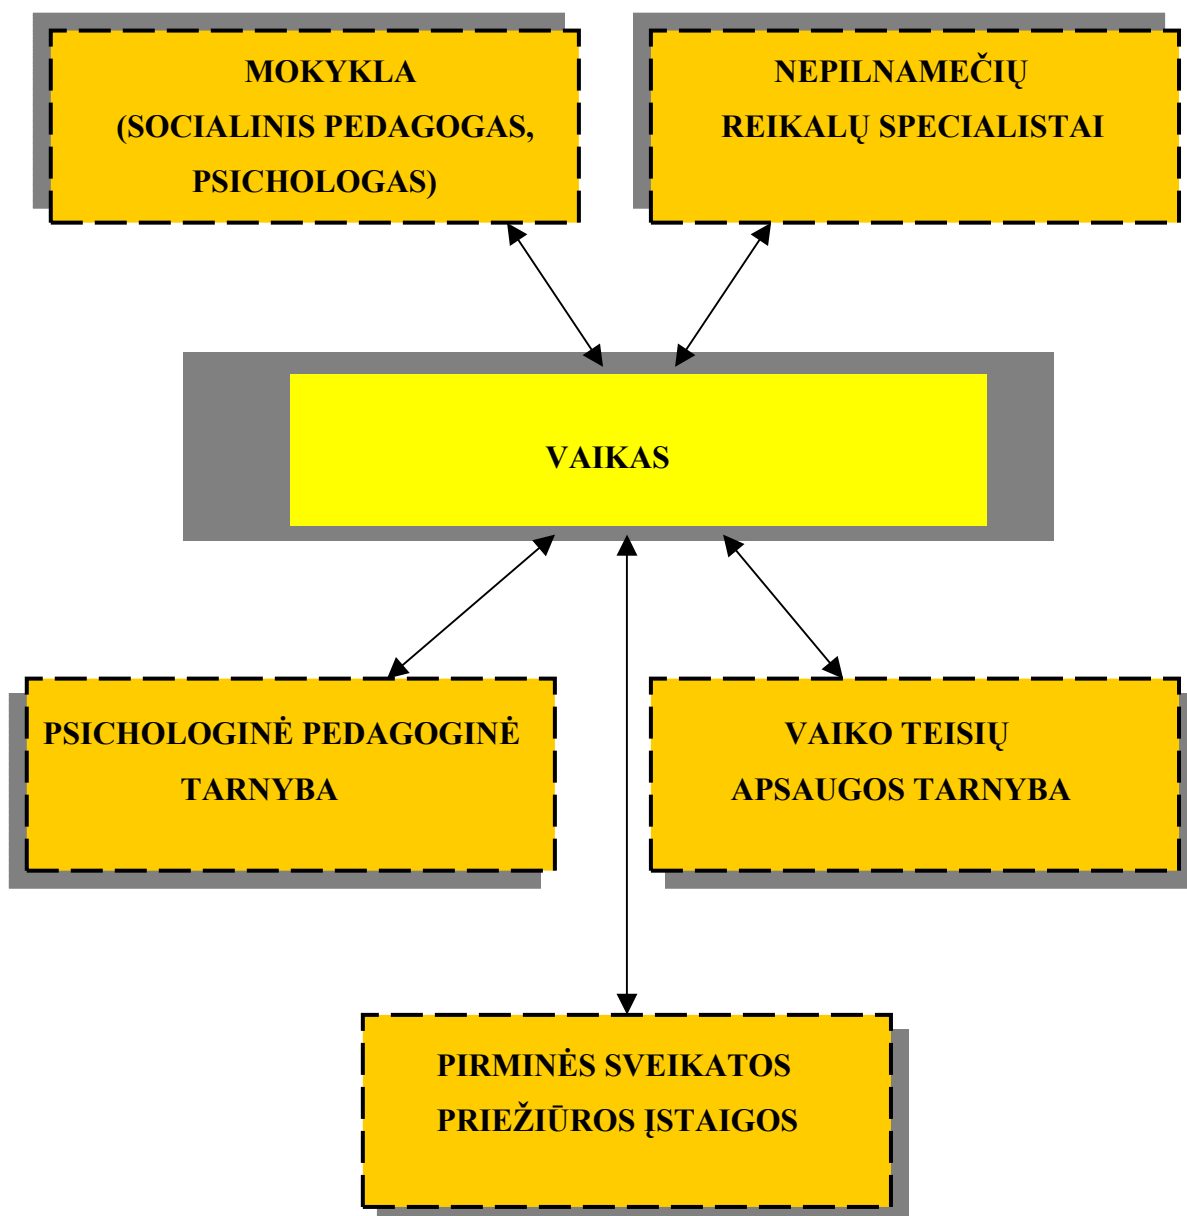 MOKYKLA
(SOCIALINIS PEDAGOGAS,
PSICHOLOGAS)
NEPILNAMEČIŲ
REIKALŲ SPECIALISTAI
VAIKAS
PSICHOLOGINĖ PEDAGOGINĖ
TARNYBA
VAIKO TEISIŲ
APSAUGOS TARNYBA
PIRMINĖS SVEIKATOS
PRIEŽIŪROS ĮSTAIGOS